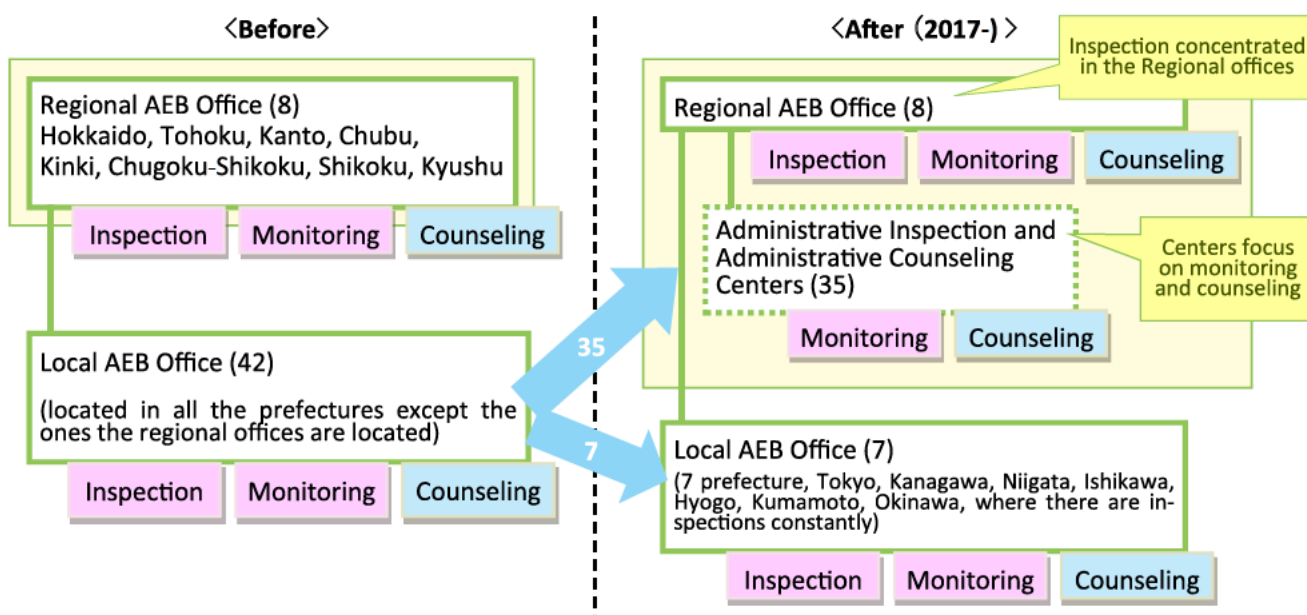 <Before>
Regional AEB Office (8)
Hokkaido, Tohoku, Kanto, Chubu,
Kinki, Chugoku-Shikoku, Shikoku, Kyushu
Inspection
Monitoring
Counseling
Local AEB Office (42)
(located in all the prefectures except the
ones the regional offices are located)
Inspection
Monitoring
Counseling
35
7
<After (2017-) >
Inspection concentrated
in the Regional offices
Regional AEB Office (8)
Inspection
Monitoring
Counseling
Administrative Inspection and
Administrative Counseling
Centers (35)
Centers focus
on monitoring
and counseling
Monitoring
Counseling
Local AEB Office (7)
(7 prefecture, Tokyo, Kanagawa, Niigata, Ishikawa,
Hyogo, Kumamoto, Okinawa, where there are in-
spections constantly)
Inspection
Monitoring
Counseling